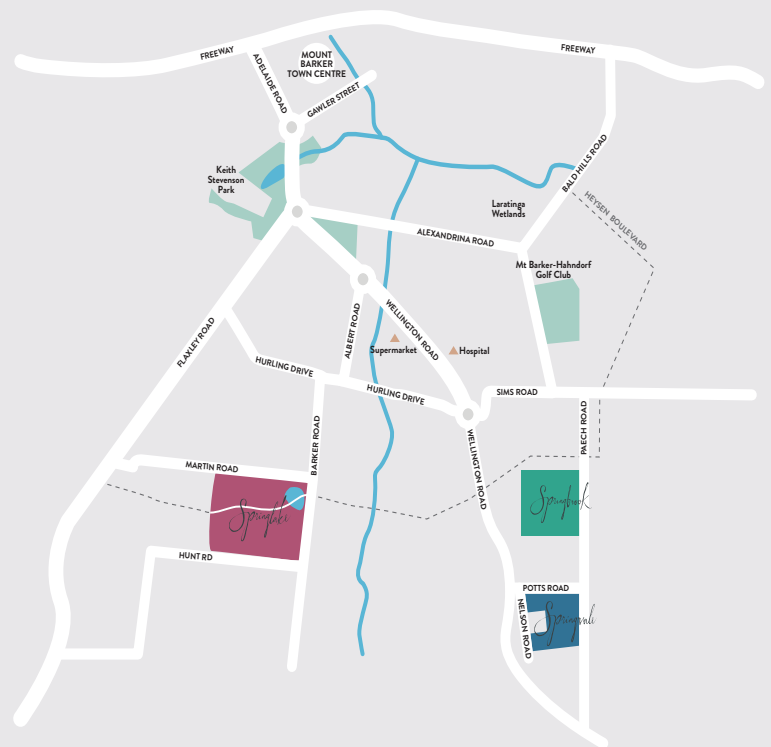 FREEWAY
FREEWAY
MOUNT
BARKER
TOWN CENTRE
ADELAIDE ROAD
GAWLER STREET
BALD HILLS ROAD
Keith
Stevenson
Park
Laratinga
Wetlands
HEYSEN BOULEVARD
ALEXANDRINA ROAD
Mt Barker-Hahndorf
Golf Club
FLAXLEY ROAD
ALBERT ROAD
WELLINGTON ROAD
Supermarket
Hospital
HURLING DRIVE
HURLING DRIVE
SIMS ROAD
BARKER ROAD
PAECH ROAD
WELLINGTON ROAD
MARTIN ROAD
Springlake
Springbrook
HUNT RD
POTTS ROAD
NELSON ROAD